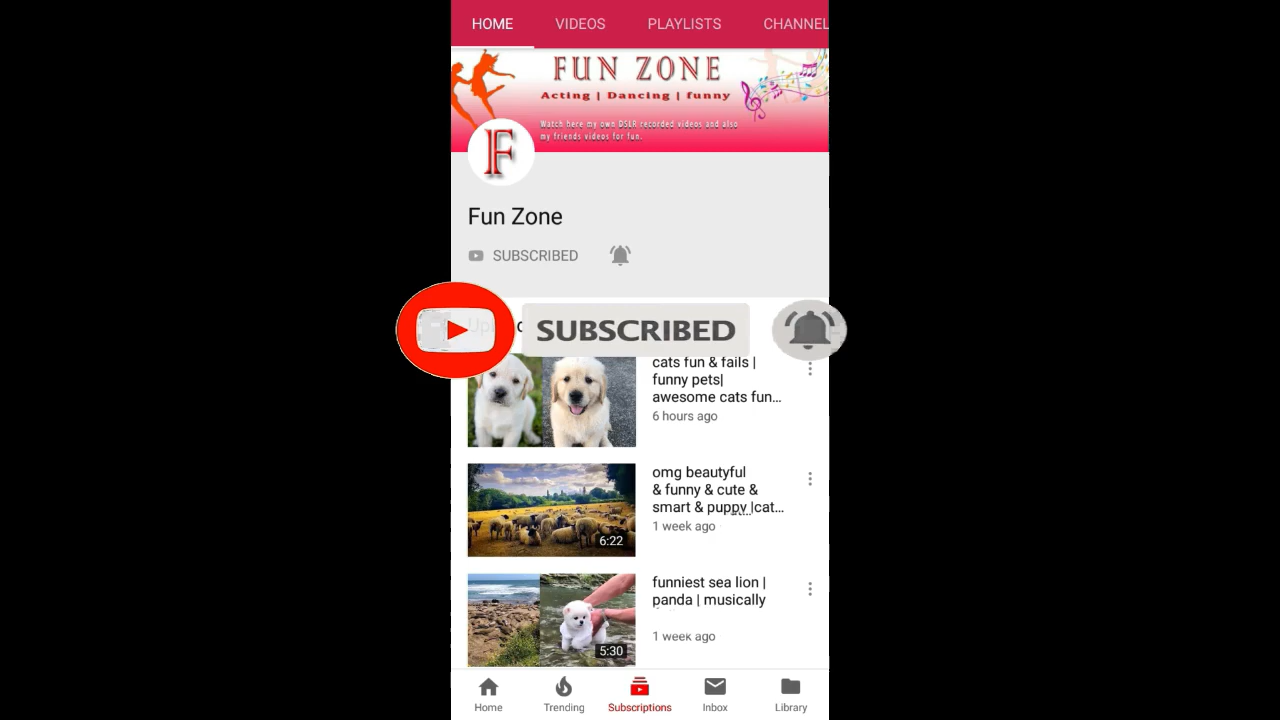 HOME VIDEOS PLAYLISTS CHANNEL
FUN ZONE
Acting | Dancing | funny
Watch here my own DSLR recorded videos and also
my friends videos for fun.
F
Fun Zone
SUBSCRIBED
SUBSCRIBED
cats fun & fails |
funny pets|
awesome cats fun...
6 hours ago
omg beautyful
& funny & cute &
smart & puppy |cat...
1 week ago
6:22
funniest sea lion |
panda | musically
1 week ago
5:30
Home Trending Subscriptions Inbox Library